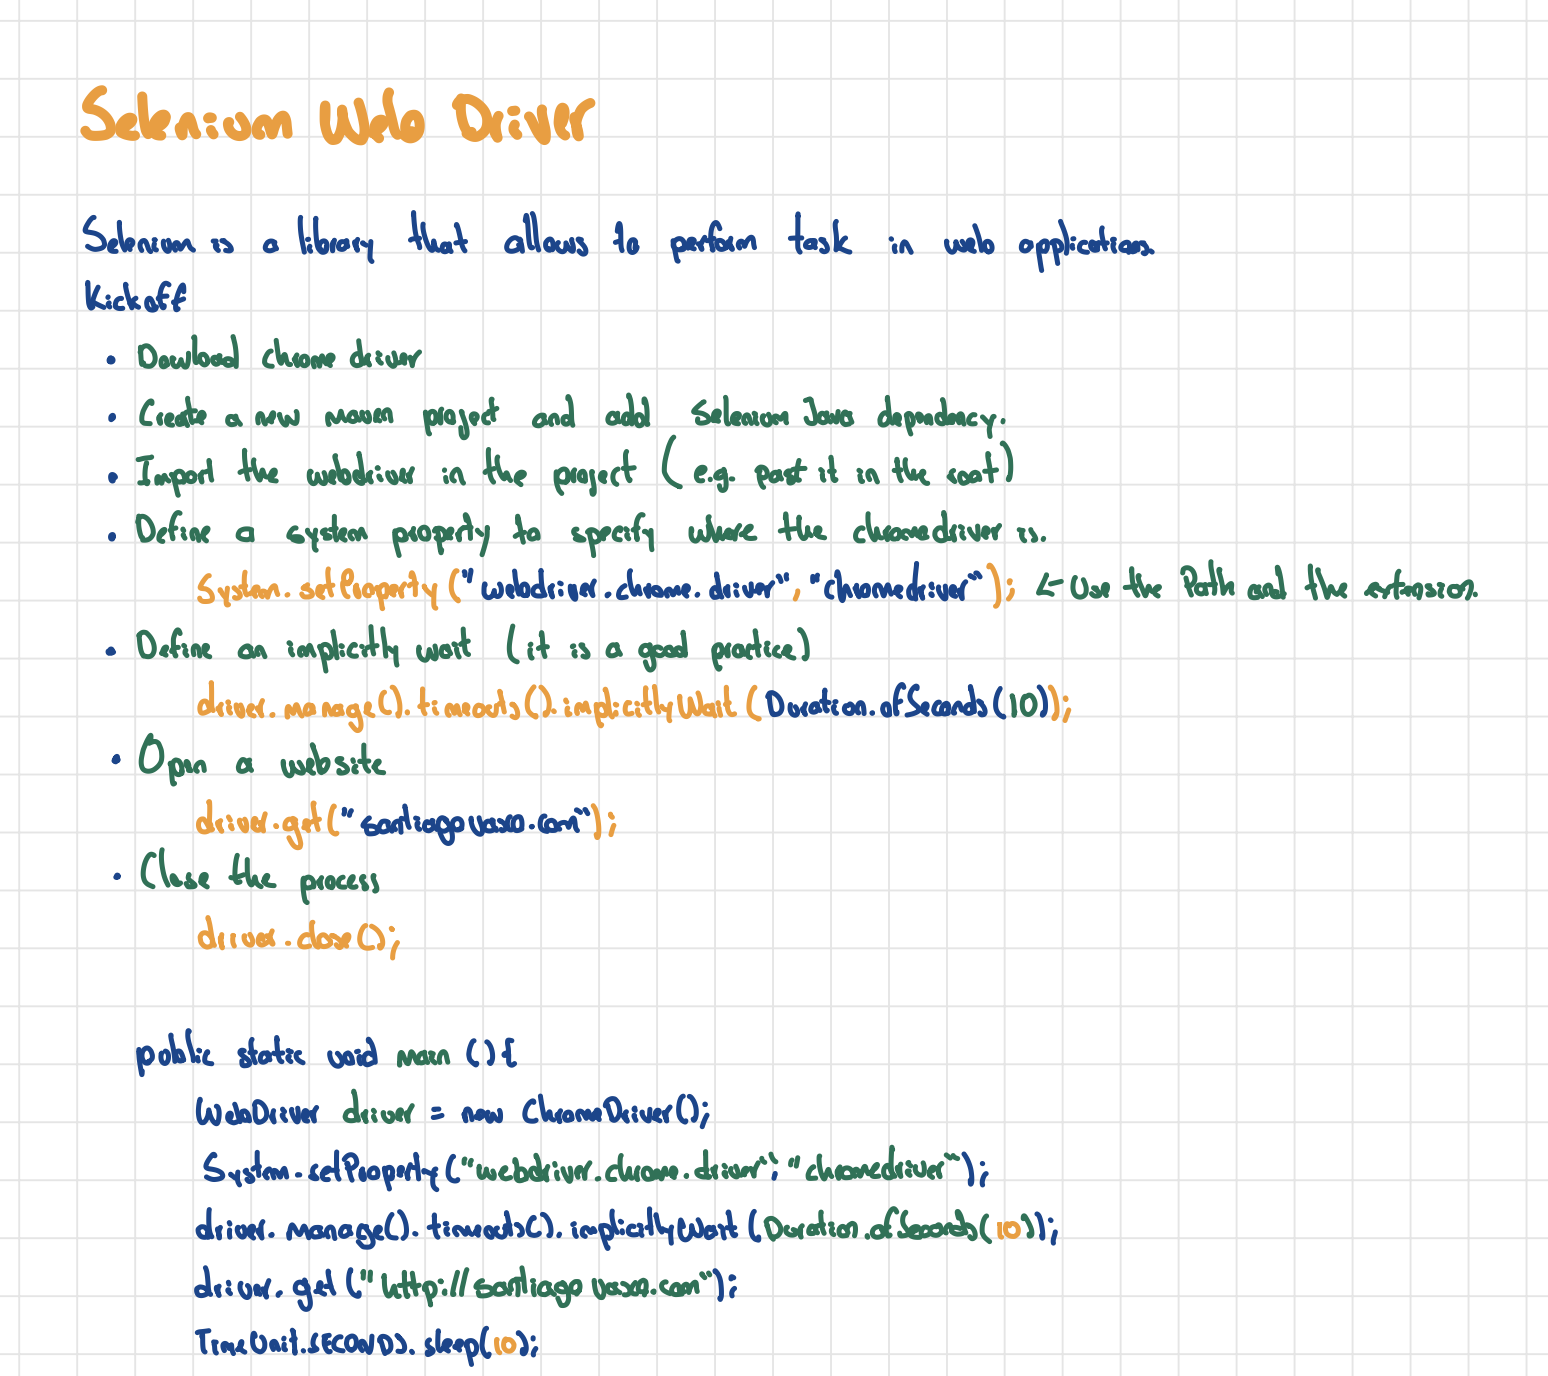 Selenium Web Driver
Selenium is a library that allows to perform task in web applications.
Kickoff
• Dowload chrome driver
• Create a new maven project and add Selenium Java dependency.
• Import the webdriver in the project (e.g. past it in the root)
• Define a system property to specify where the chromedriver is.
System.setProperty("webdriver.chrome.driver", "chromedriver"); <- Use the Path and the extension.
• Define an implicitly wait (it is a good practice)
driver.manage().timeouts().implicitlyWait(Duration.ofSeconds(10));
• Open a website
driver.get("santiagovaxo.com");
• Close the process
driver.close();
public static void main (){
WebDriver driver = new ChromeDriver();
System.setProperty("webdriver.chrome.driver", "chromedriver");
driver.manage().timeouts().implicitlyWait(Duration.ofSeconds(10));
driver.get("http://santiagovaxo.com");
TimeUnit.SECONDS.sleep(10);